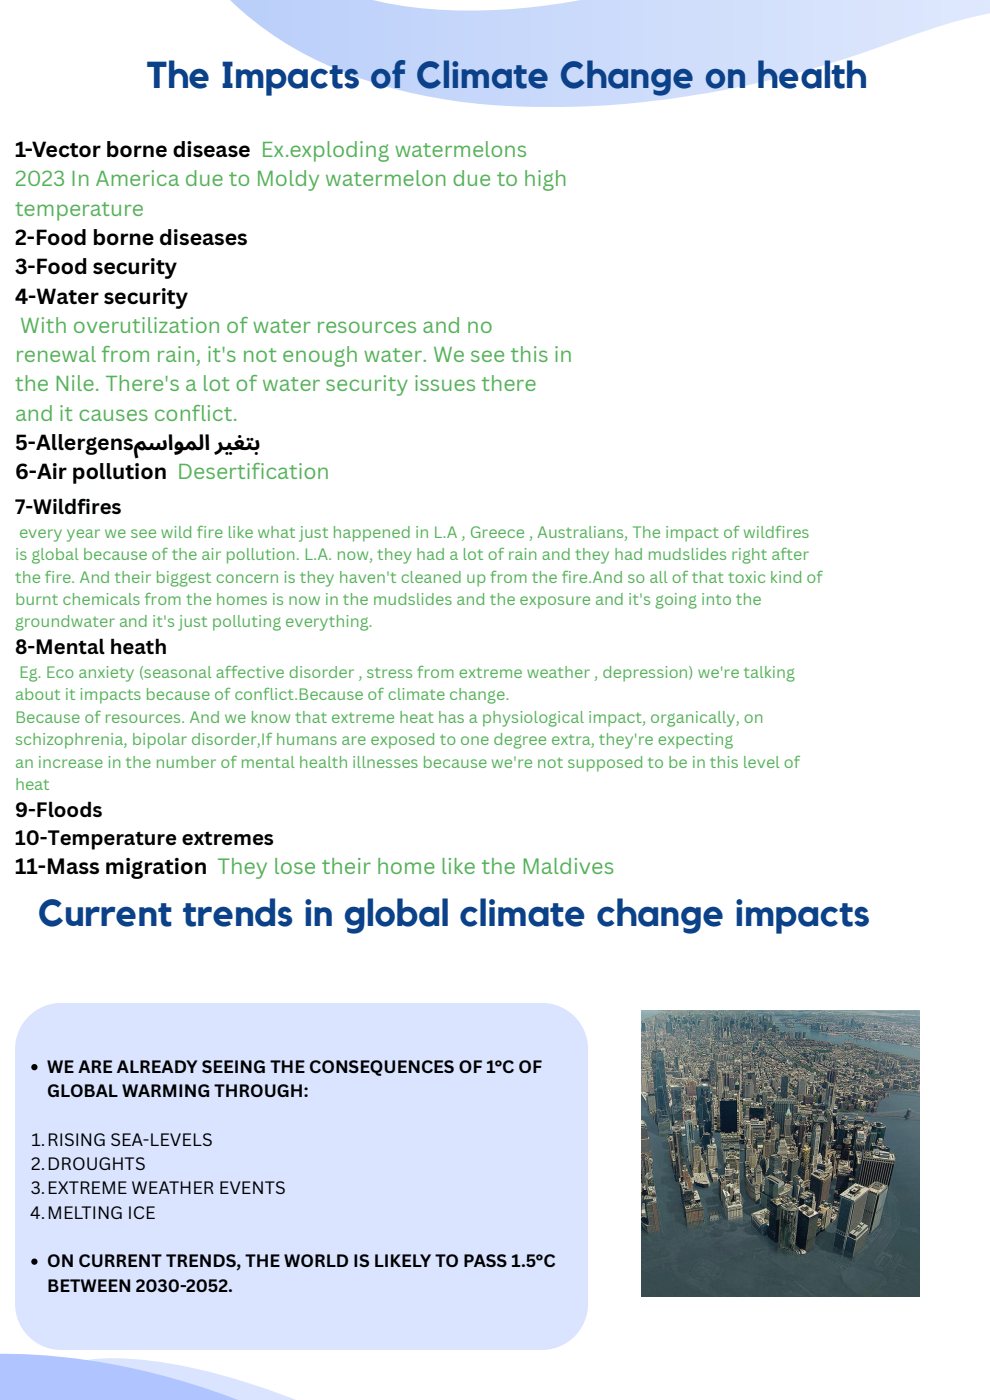 The Impacts of Climate Change on health
1-Vector borne disease Ex.exploding watermelons
2023 In America due to Moldy watermelon due to high
temperature
2-Food borne diseases
3-Food security
4-Water security
With overutilization of water resources and no
renewal from rain, it's not enough water. We see this in
the Nile. There's a lot of water security issues there
and it causes conflict.
5-Allergensبتغير المواسم
6-Air pollution Desertification
7-Wildfires
every year we see wild fire like what just happened in L.A , Greece , Australians, The impact of wildfires
is global because of the air pollution. L.A. now, they had a lot of rain and they had mudslides right after
the fire. And their biggest concern is they haven't cleaned up from the fire.And so all of that toxic kind of
burnt chemicals from the homes is now in the mudslides and the exposure and it's going into the
groundwater and it's just polluting everything.
8-Mental heath
Eg. Eco anxiety (seasonal affective disorder , stress from extreme weather , depression) we're talking
about it impacts because of conflict.Because of climate change.
Because of resources. And we know that extreme heat has a physiological impact, organically, on
schizophrenia, bipolar disorder,If humans are exposed to one degree extra, they're expecting
an increase in the number of mental health illnesses because we're not supposed to be in this level of
heat
9-Floods
10-Temperature extremes
11-Mass migration They lose their home like the Maldives
Current trends in global climate change impacts
• WE ARE ALREADY SEEING THE CONSEQUENCES OF 1°C OF
GLOBAL WARMING THROUGH:
1. RISING SEA-LEVELS
2. DROUGHTS
3. EXTREME WEATHER EVENTS
4. MELTING ICE
• ON CURRENT TRENDS, THE WORLD IS LIKELY TO PASS 1.5°C
BETWEEN 2030-2052.